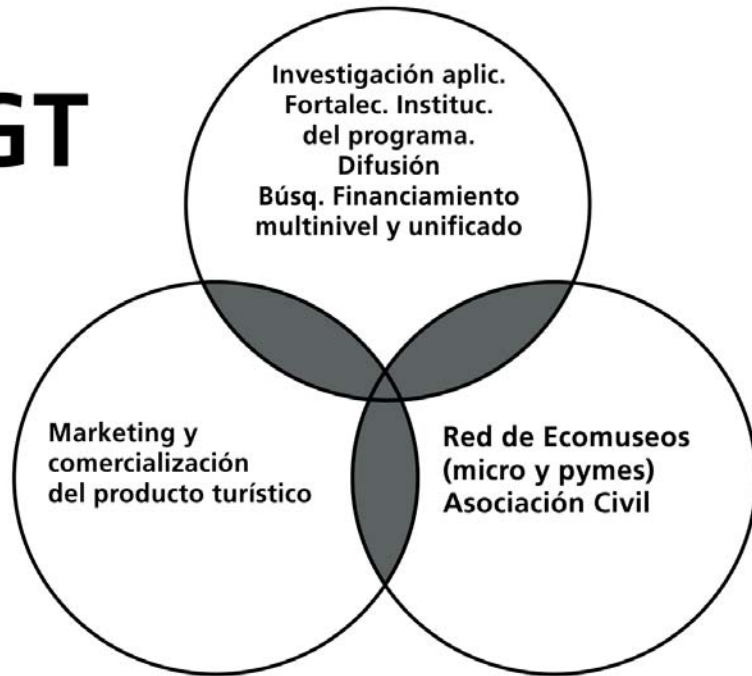 GT
Investigación aplic.
Fortalec. Instituc.
del programa.
Difusión
Búsq. Financiamiento
multinivel y unificado
Marketing y
comercialización
del producto turístico
Red de Ecomuseos
(micro y pymes)
Asociación Civil